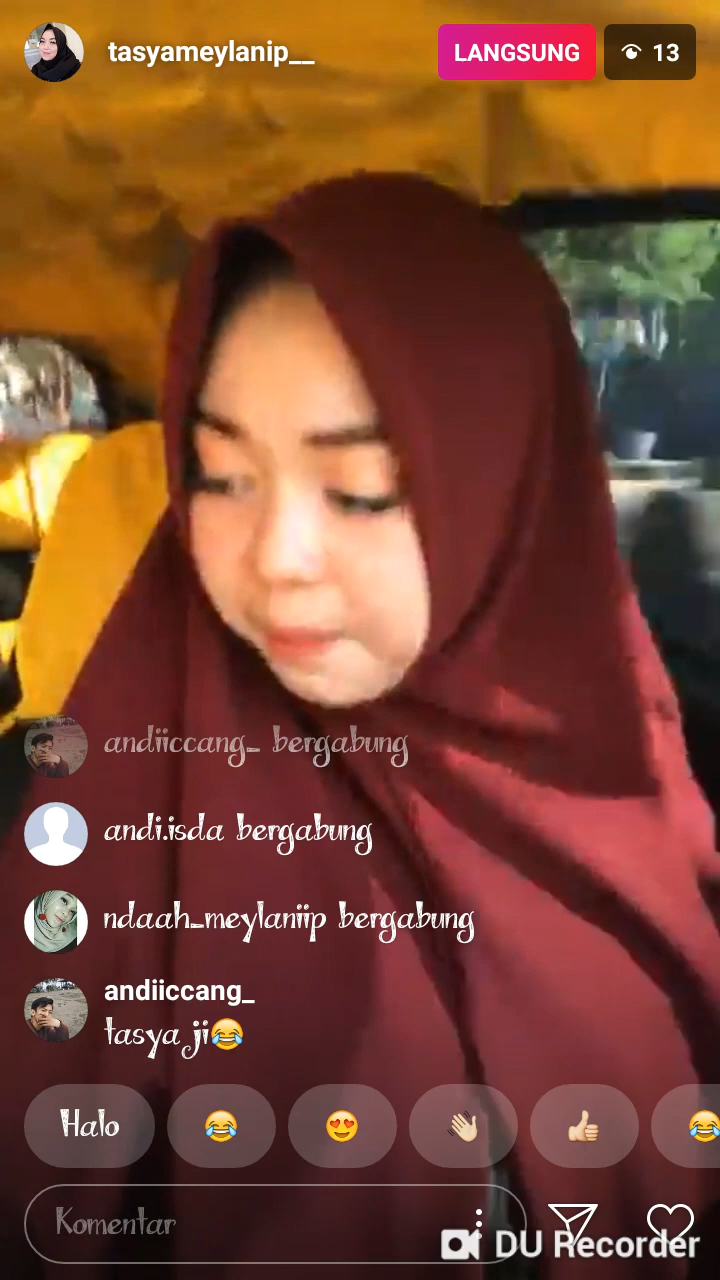 tasyameylanip__ LANGSUNG 13
andiiccang_ bergabung
andi.isda bergabung
ndaah_meylaniip bergabung
andiiccang_
tasya ji😂
Halo 😂 😍 👋🏻 👍🏻 😂
Komentar
DU Recorder